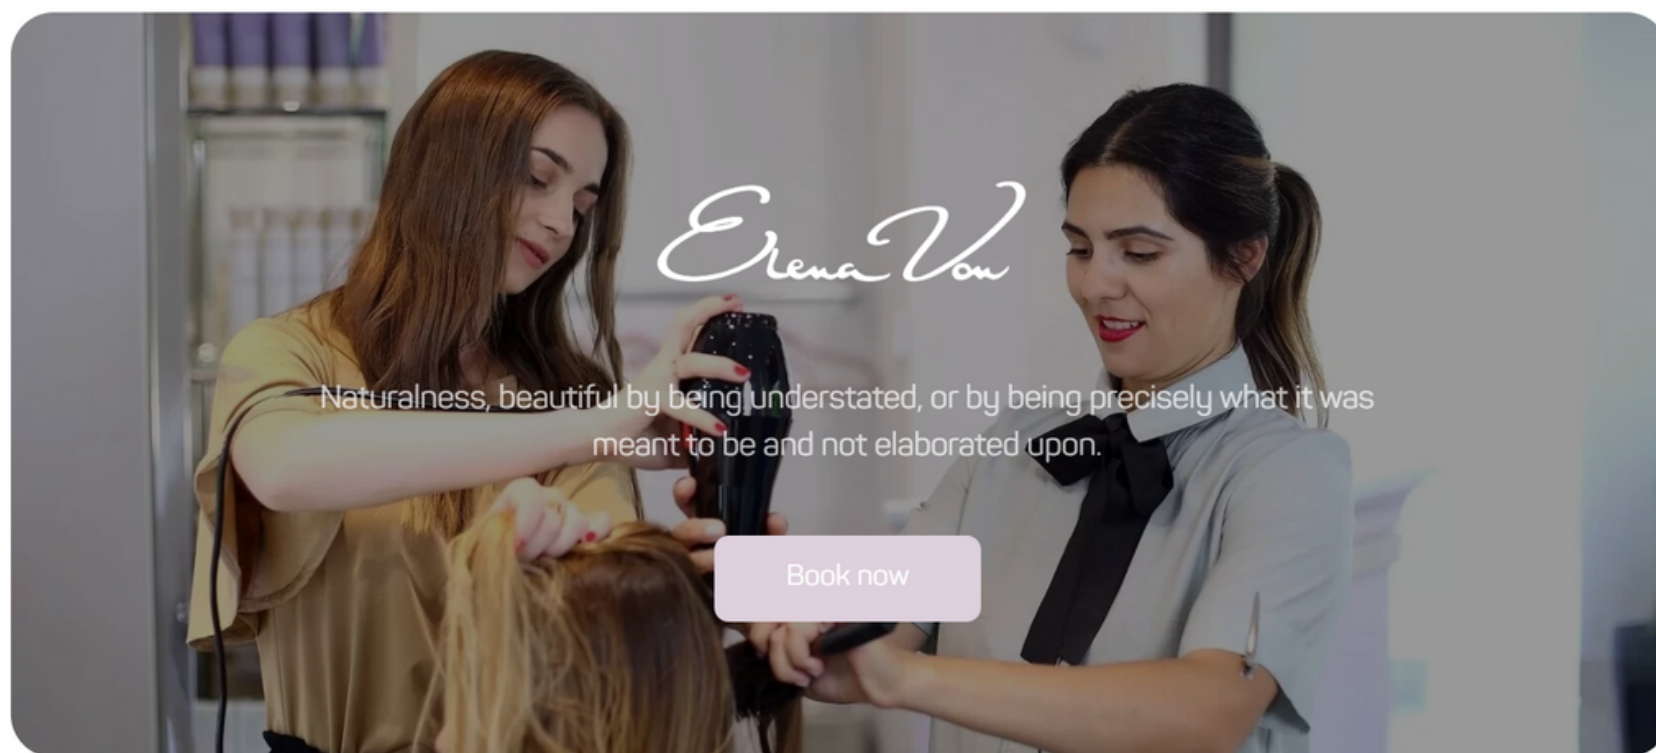 Erena Von
Naturalness, beautiful by being understated, or by being precisely what it was
meant to be and not elaborated upon.
Book now